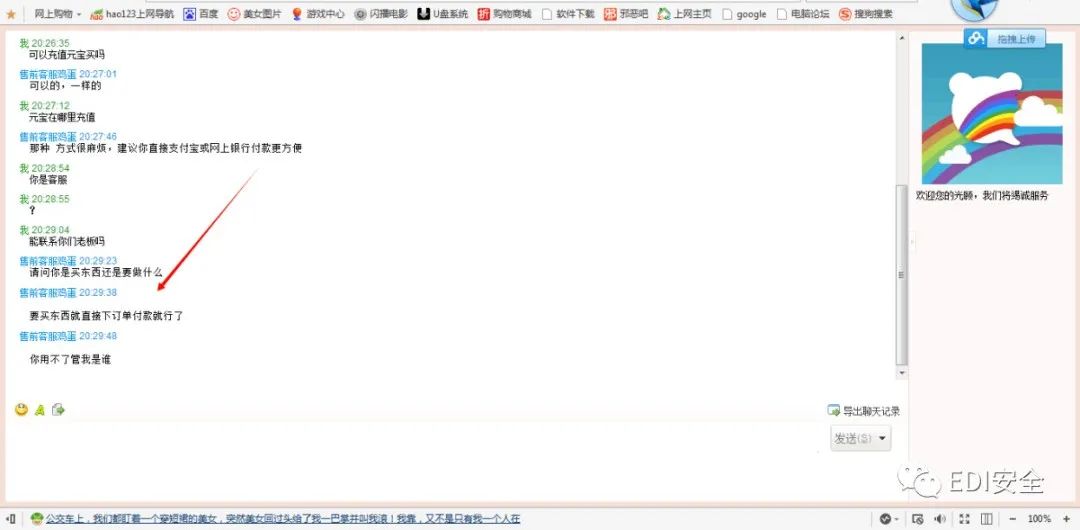 网上购物
hao123上网导航
百度
美女图片
游戏中心
闪播电影
U盘系统
购物商城
软件下载
邪恶吧
上网主页
google
电脑论坛
搜狗搜索
拖拽上传
我 20:26:35
可以充值元宝买吗
售前客服鸡蛋 20:27:01
可以的，一样的
我 20:27:12
元宝在哪里充值
售前客服鸡蛋 20:27:46
那种 方式很麻烦，建议你直接支付宝或网上银行付款更方便
我 20:28:54
你是客服
我 20:28:55
？
我 20:29:04
能联系你们老板吗
售前客服鸡蛋 20:29:23
请问你是买东西还是要做什么
售前客服鸡蛋 20:29:38
要买东西就直接下订单付款就行了
售前客服鸡蛋 20:29:48
你用不了管我是谁
欢迎您的光顾，我们将竭诚服务
导出聊天记录
发送(S)
EDI安全
公交车上，我们都盯着一个穿短裙的美女，突然美女回过头给了我一巴掌并叫我滚！我靠，又不是只有我一个人在
100%